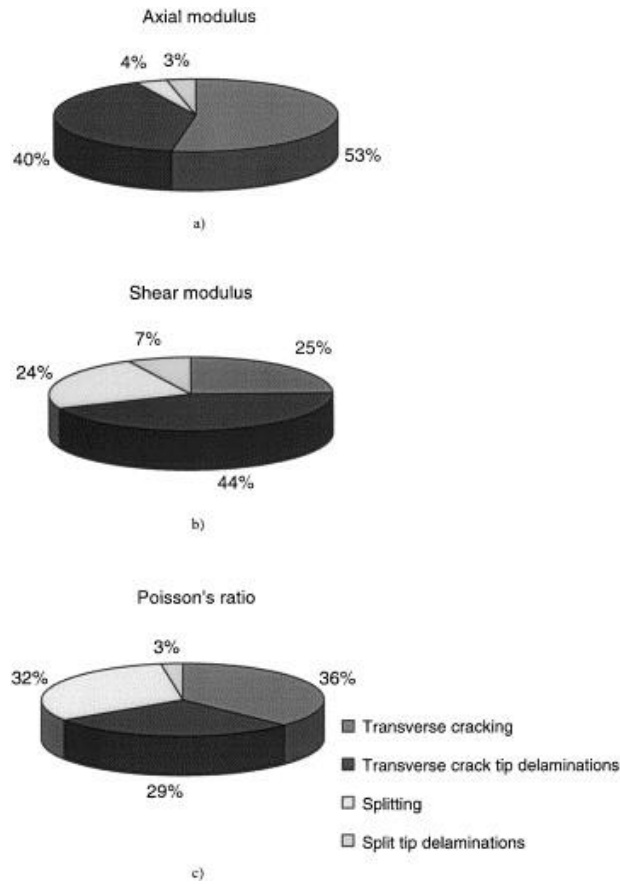 Axial modulus
4%
3%
40%
53%
a)
Shear modulus
7%
25%
24%
44%
b)
Poisson's ratio
3%
32%
36%
29%
Transverse cracking
Transverse crack tip delaminations
Splitting
Split tip delaminations
c)